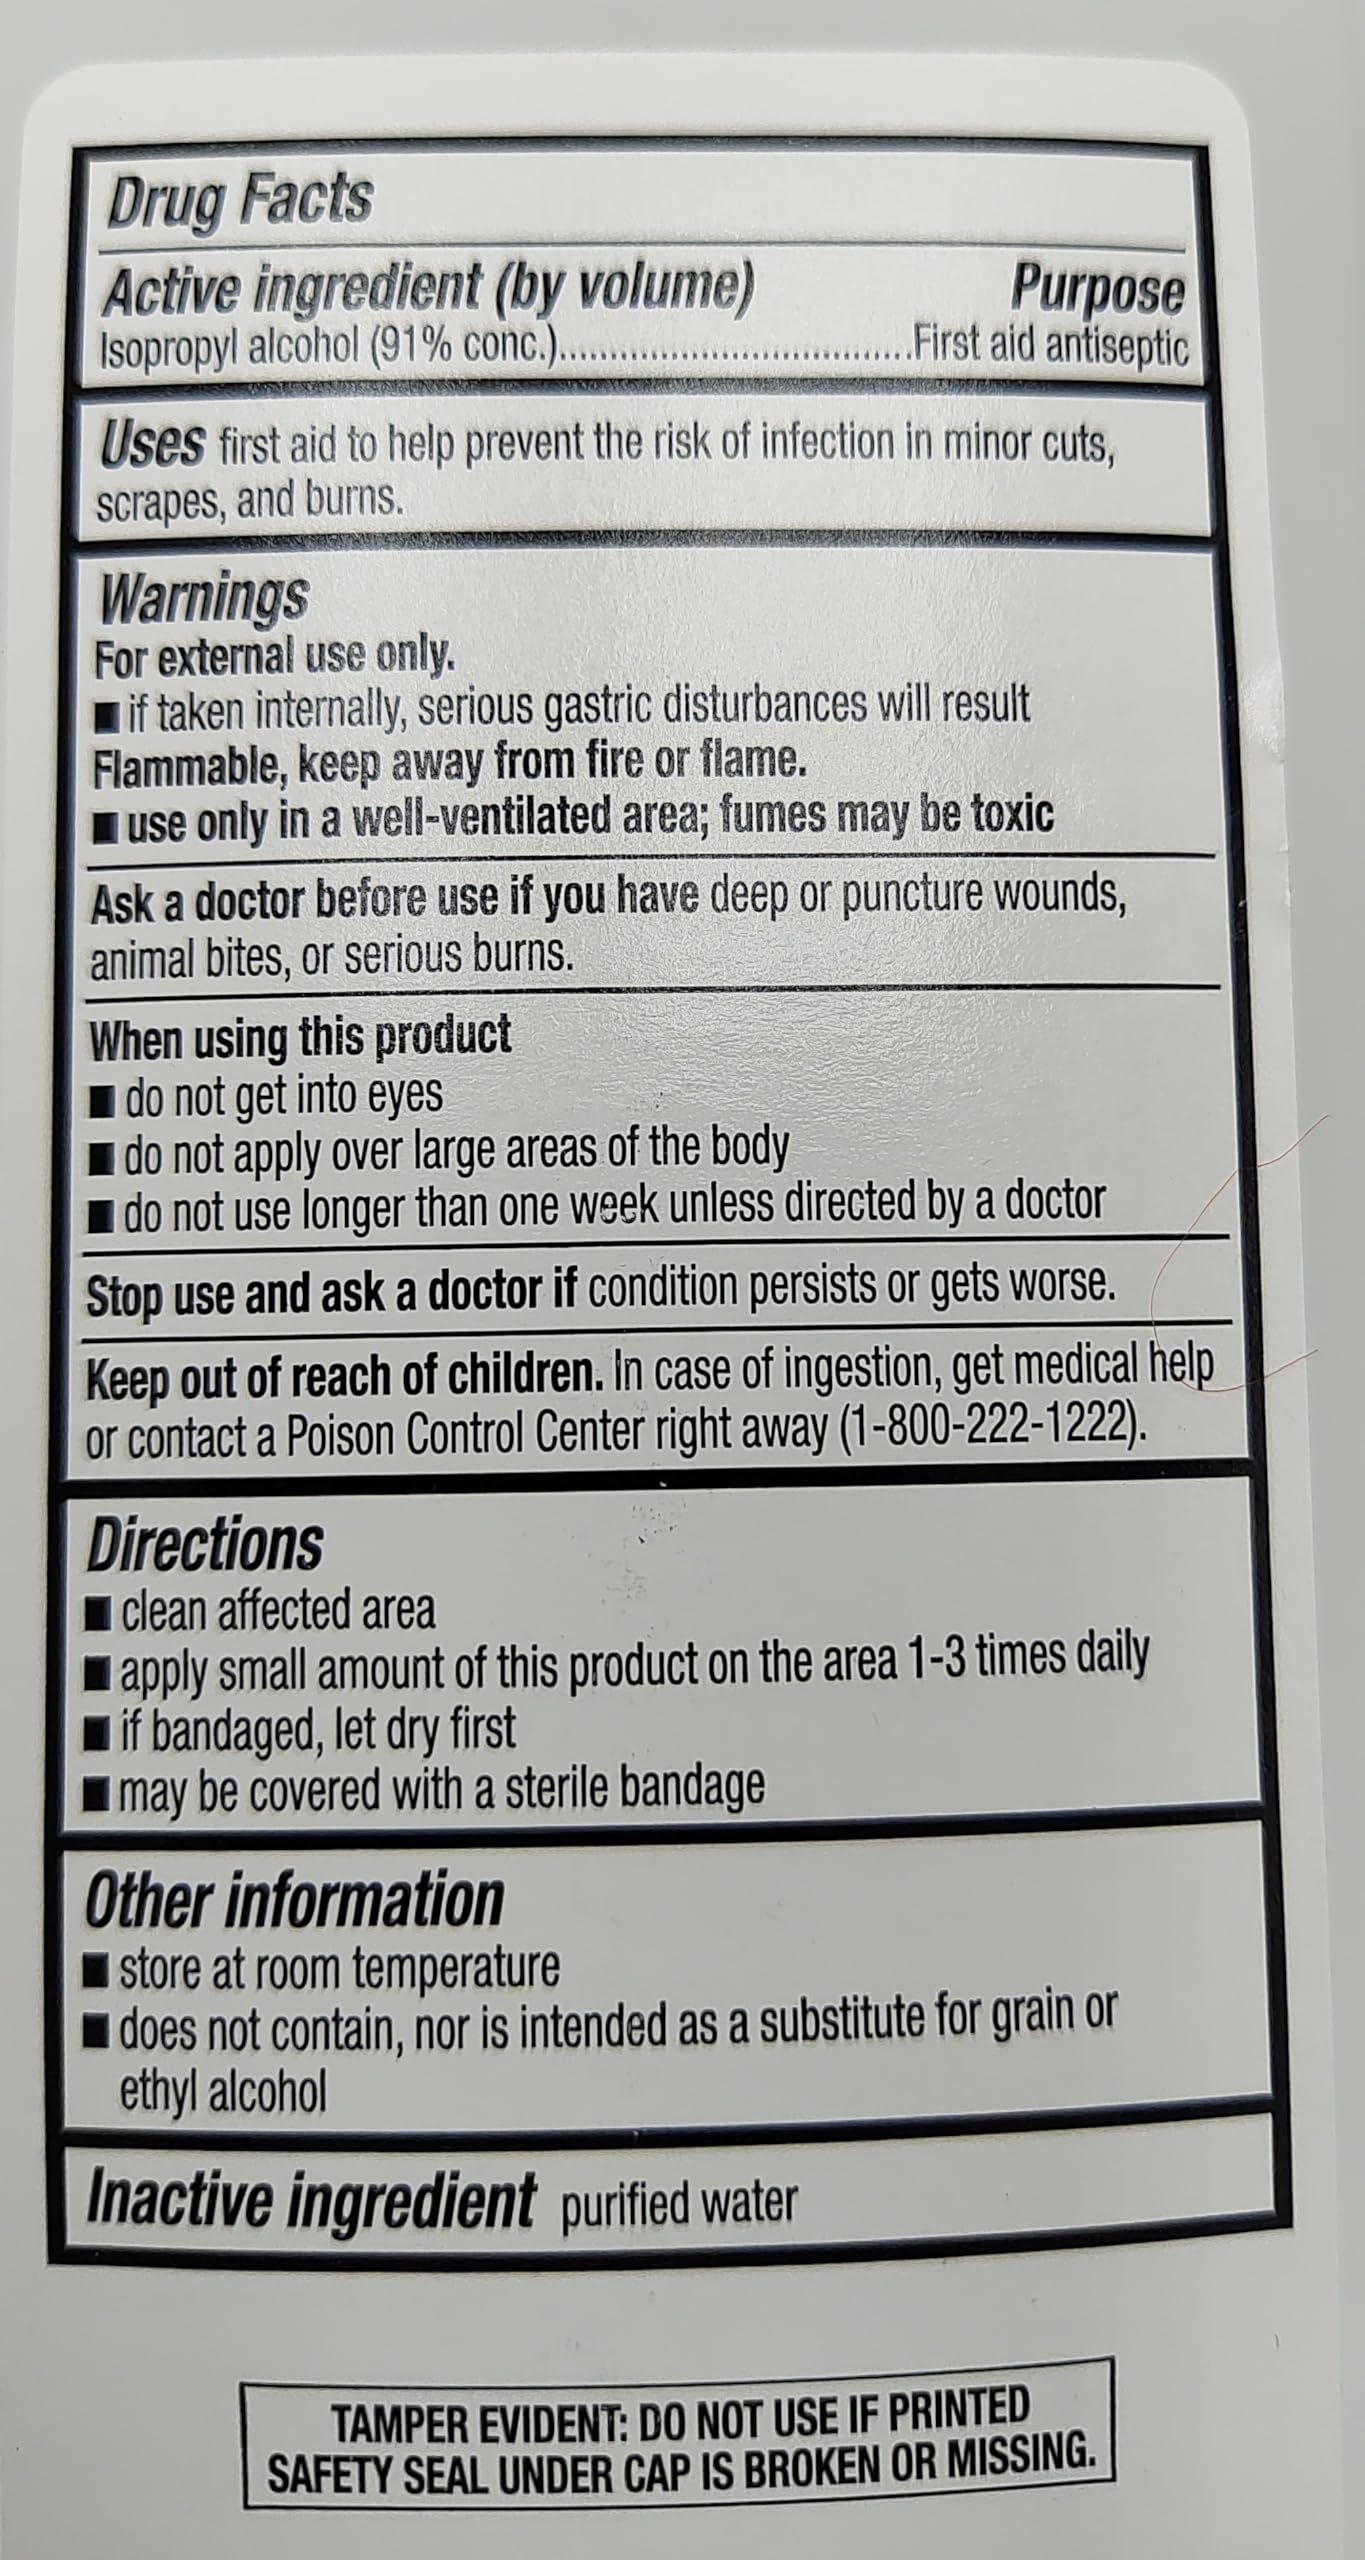 Drug Facts
Active ingredient (by volume) Purpose
Isopropyl alcohol (91% conc.)..................................First aid antiseptic
Uses first aid to help prevent the risk of infection in minor cuts,
scrapes, and burns.
Warnings
For external use only.
■ if taken internally, serious gastric disturbances will result
Flammable, keep away from fire or flame.
■ use only in a well-ventilated area; fumes may be toxic
Ask a doctor before use if you have deep or puncture wounds,
animal bites, or serious burns.
When using this product
■ do not get into eyes
■ do not apply over large areas of the body
■ do not use longer than one week unless directed by a doctor
Stop use and ask a doctor if condition persists or gets worse.
Keep out of reach of children. In case of ingestion, get medical help
or contact a Poison Control Center right away (1-800-222-1222).
Directions
■ clean affected area
■ apply small amount of this product on the area 1-3 times daily
■ if bandaged, let dry first
■ may be covered with a sterile bandage
Other information
■ store at room temperature
■ does not contain, nor is intended as a substitute for grain or
ethyl alcohol
Inactive ingredient purified water
TAMPER EVIDENT: DO NOT USE IF PRINTED
SAFETY SEAL UNDER CAP IS BROKEN OR MISSING.